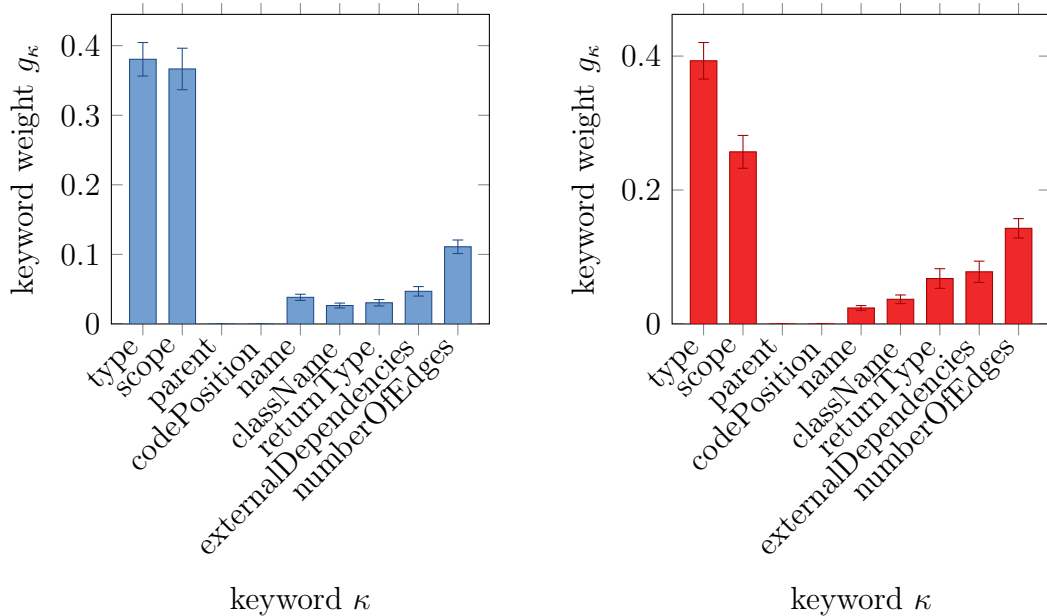 keyword weight gκ
0.4
0.3
0.2
0.1
0
type
scope
parent
codePosition
name
className
returnType
externalDependencies
numberOfEdges
keyword κ
keyword weight gκ
0.4
0.2
0
type
scope
parent
codePosition
name
className
returnType
externalDependencies
numberOfEdges
keyword κ